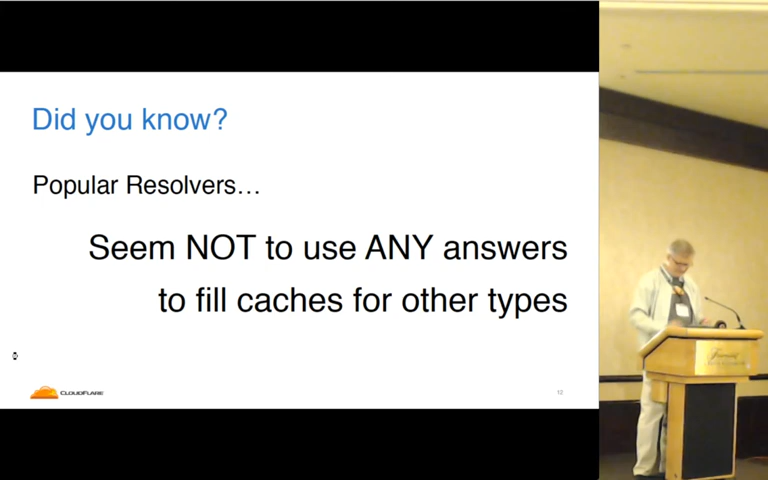 Did you know?
Popular Resolvers…
Seem NOT to use ANY answers
to fill caches for other types
CLOUDFLARE
12
Fairmont